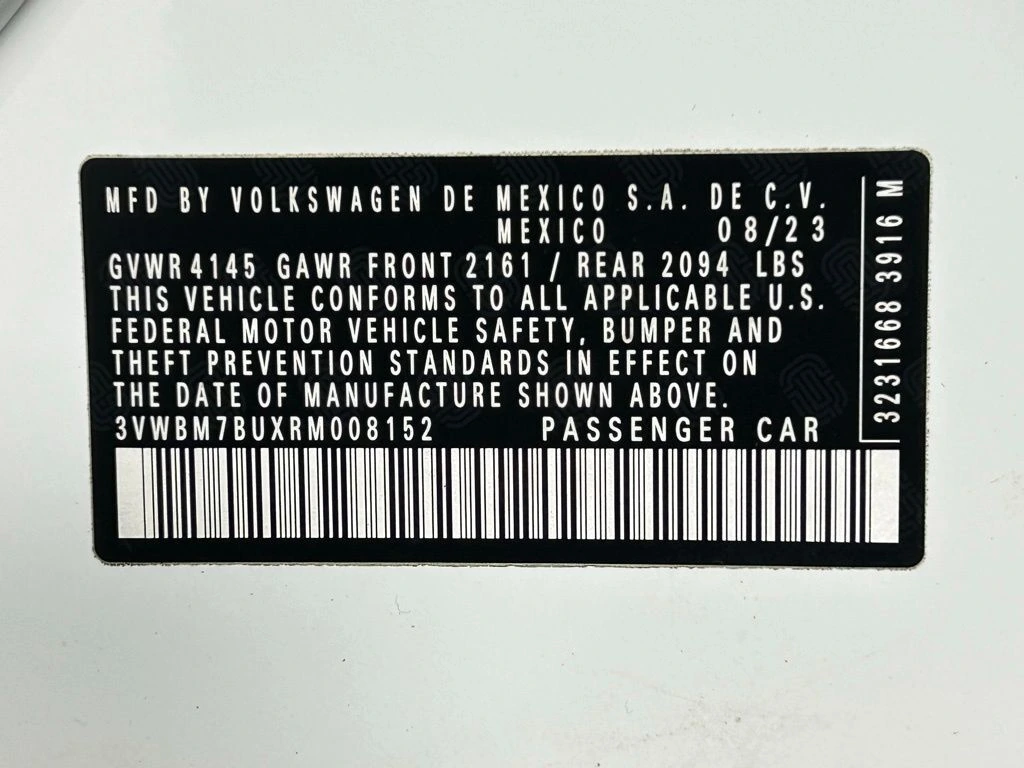 MFD BY VOLKSWAGEN DE MEXICO S.A. DE C.V.
MEXICO 08/23
GVWR 4145 GAWR FRONT 2161 / REAR 2094 LBS
THIS VEHICLE CONFORMS TO ALL APPLICABLE U.S.
FEDERAL MOTOR VEHICLE SAFETY, BUMPER AND
THEFT PREVENTION STANDARDS IN EFFECT ON
THE DATE OF MANUFACTURE SHOWN ABOVE.
3VWBM7BUXRM008152 PASSENGER CAR
3231668 3916 M